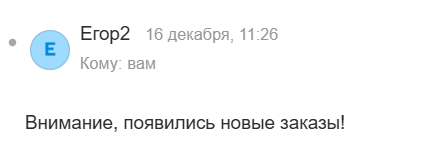 Егор2 16 декабря, 11:26
Е
Кому: вам
Внимание, появились новые заказы!